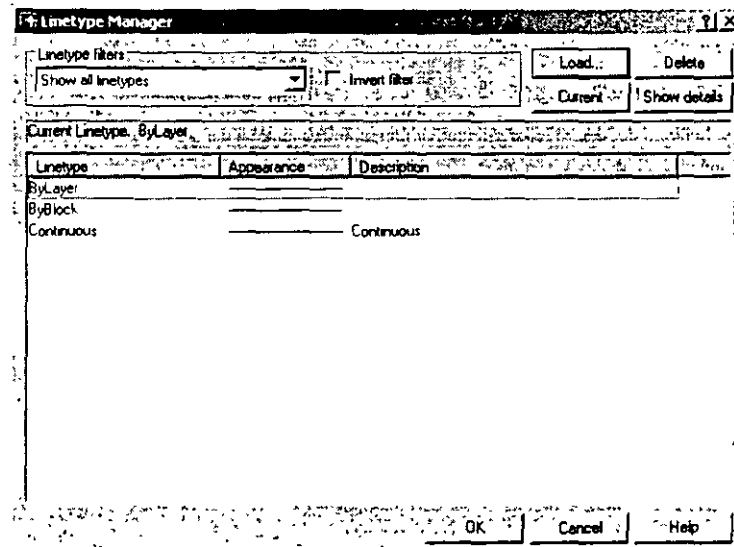 Linetype Manager
Linetype filters
Show all linetypes
Invert filter
Load...
Delete
Current
Show details
Current Linetype: ByLayer
Linetype Appearance Description
ByLayer
ByBlock
Continuous Continuous
OK Cancel Help